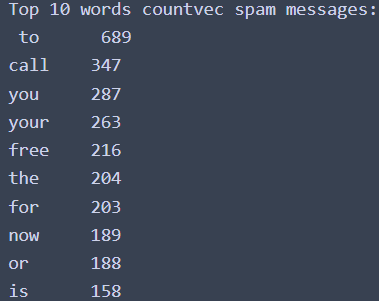 Top 10 words countvec spam messages:
to 689
call 347
you 287
your 263
free 216
the 204
for 203
now 189
or 188
is 158